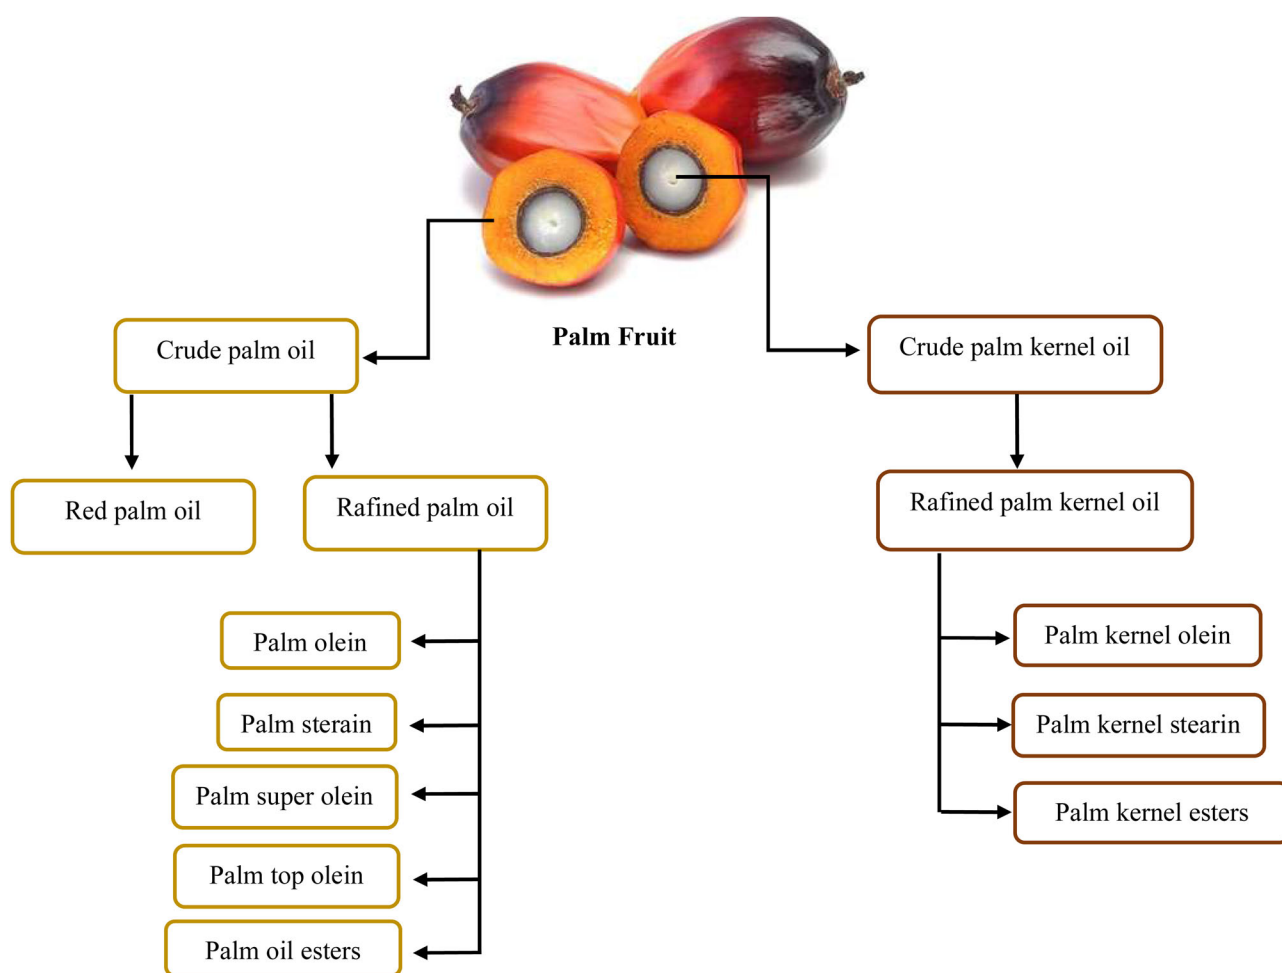 Palm Fruit
Crude palm oil
Crude palm kernel oil
Red palm oil
Rafined palm oil
Rafined palm kernel oil
Palm olein
Palm sterain
Palm super olein
Palm top olein
Palm oil esters
Palm kernel olein
Palm kernel stearin
Palm kernel esters